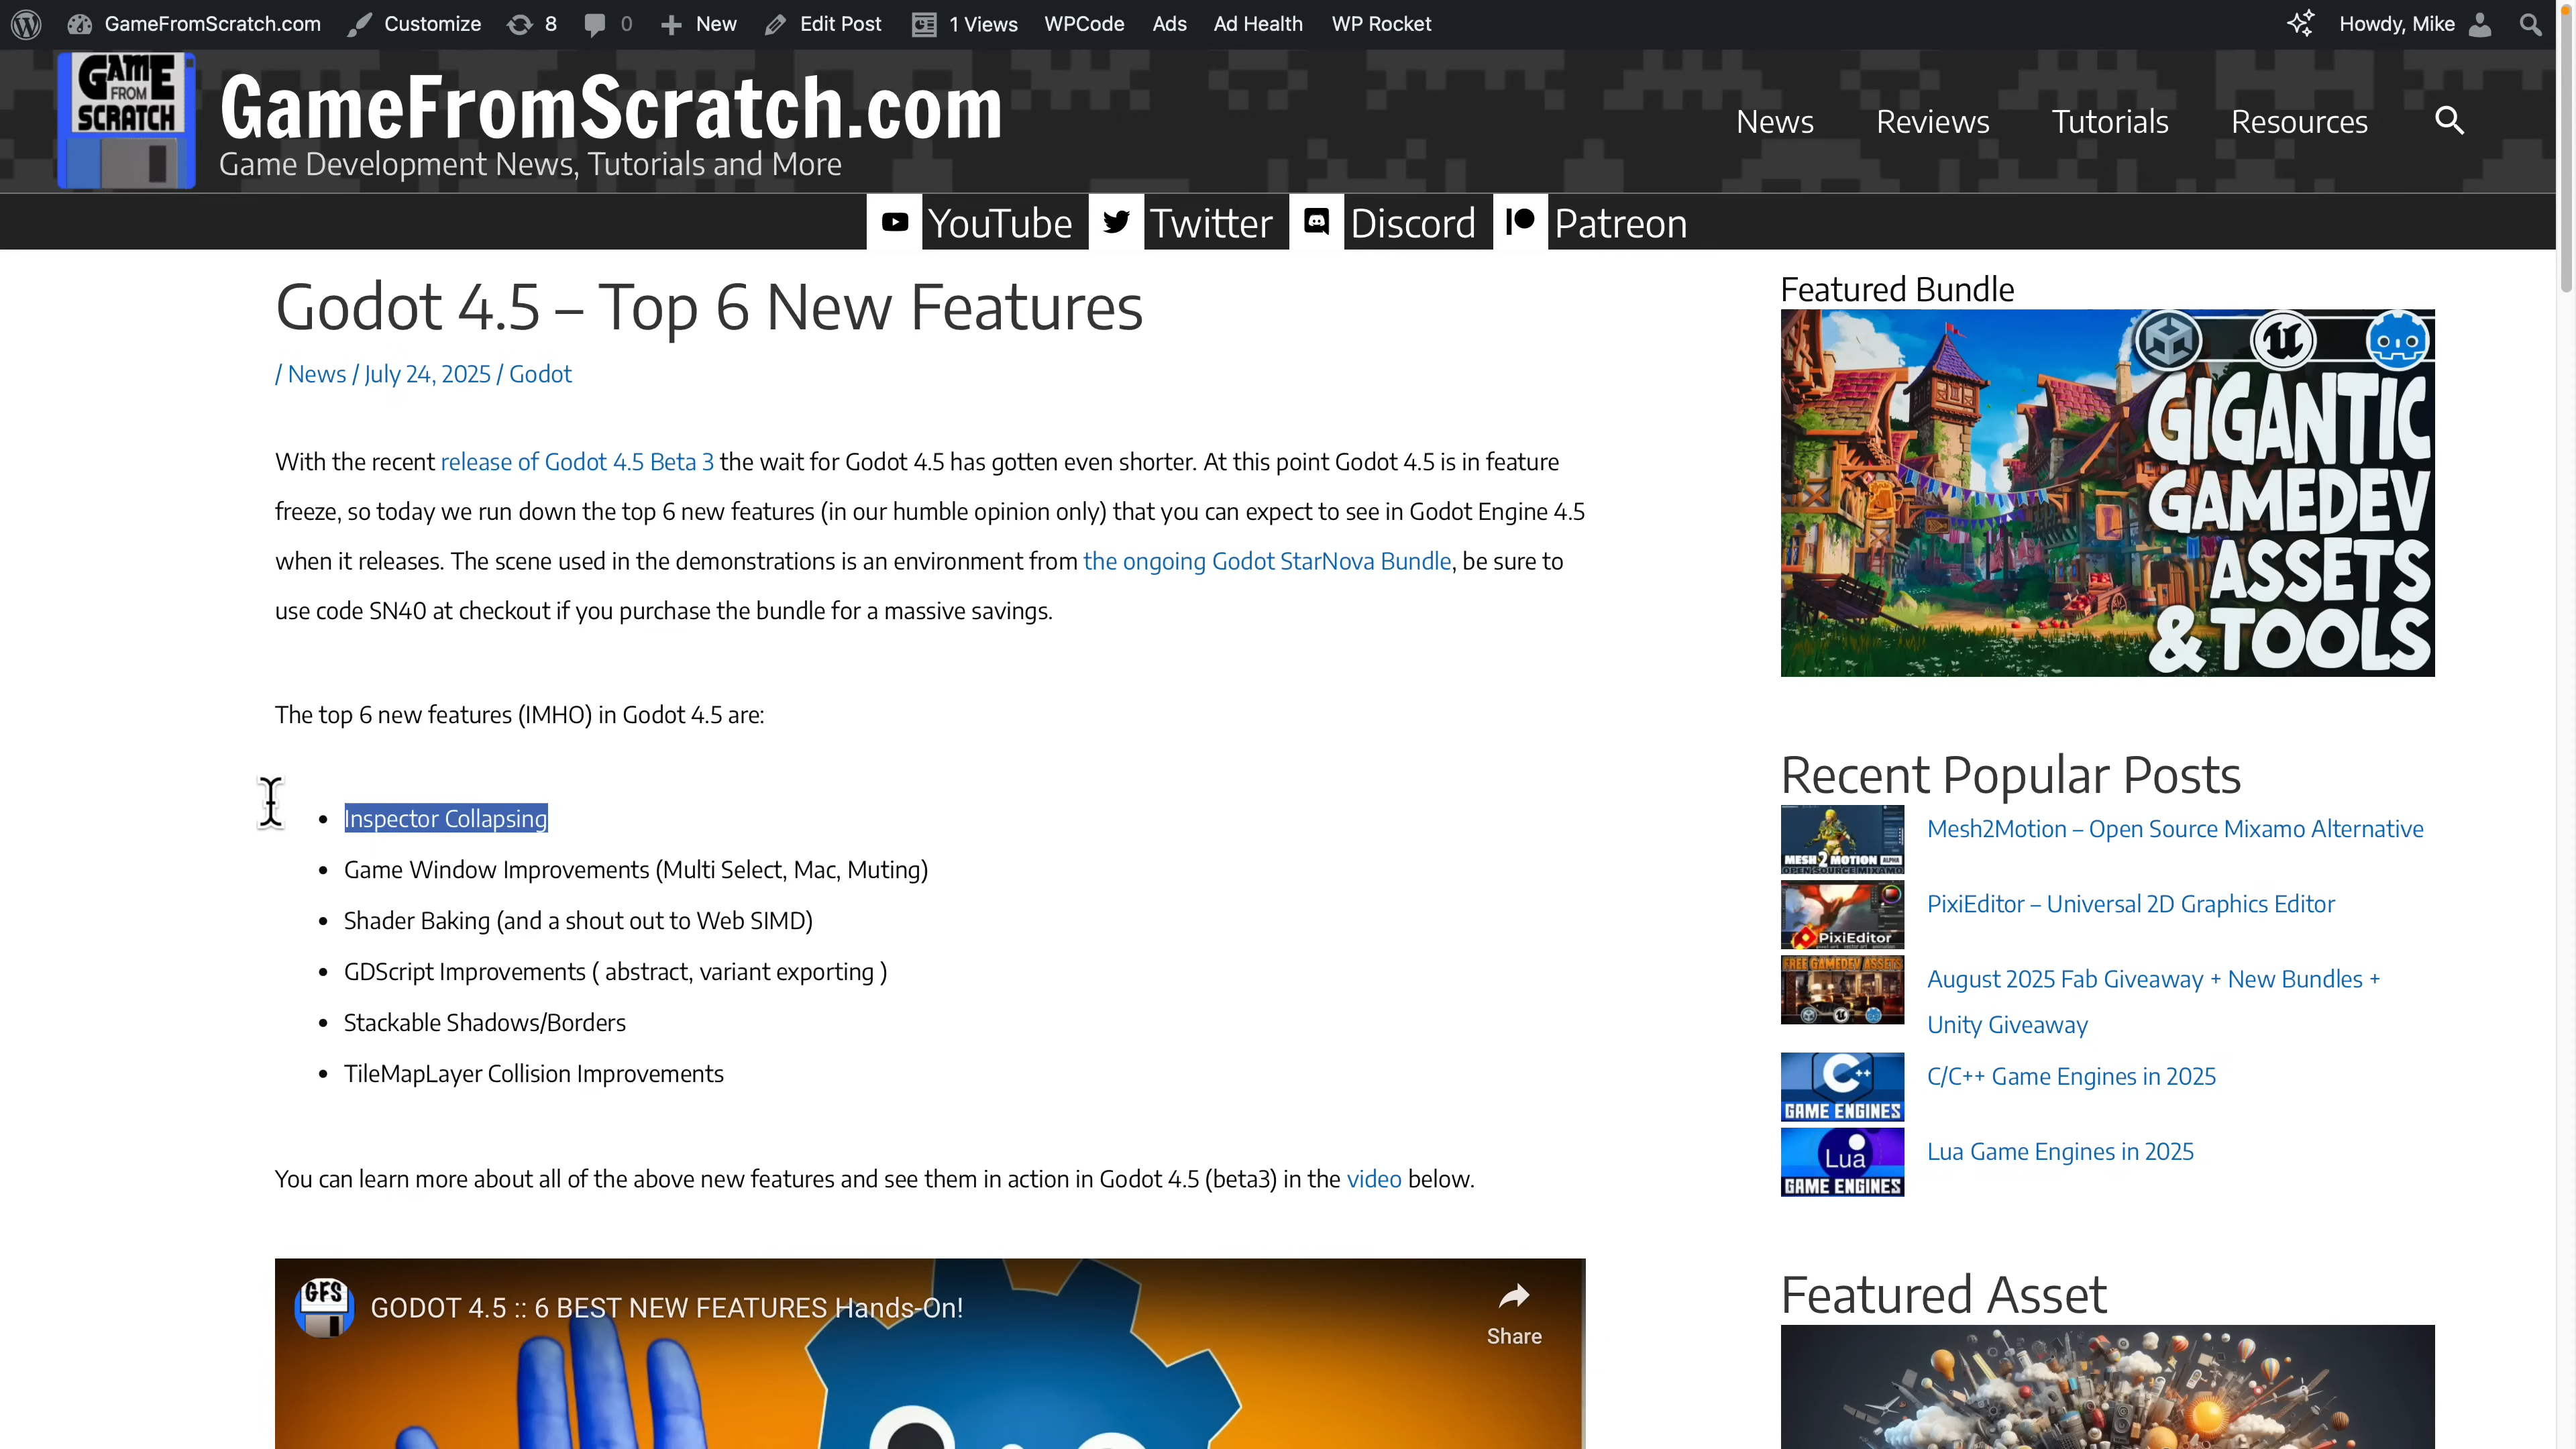 GameFromScratch.com Customize 8 0 New Edit Post 1 Views WPCode Ads Ad Health WP Rocket Howdy, Mike
GAME
FROM
SCRATCH
GameFromScratch.com
Game Development News, Tutorials and More
News Reviews Tutorials Resources
YouTube Twitter Discord Patreon
Godot 4.5 – Top 6 New Features
/ News / July 24, 2025 / Godot
With the recent release of Godot 4.5 Beta 3 the wait for Godot 4.5 has gotten even shorter. At this point Godot 4.5 is in feature
freeze, so today we run down the top 6 new features (in our humble opinion only) that you can expect to see in Godot Engine 4.5
when it releases. The scene used in the demonstrations is an environment from the ongoing Godot StarNova Bundle, be sure to
use code SN40 at checkout if you purchase the bundle for a massive savings.
The top 6 new features (IMHO) in Godot 4.5 are:
• Inspector Collapsing
• Game Window Improvements (Multi Select, Mac, Muting)
• Shader Baking (and a shout out to Web SIMD)
• GDScript Improvements ( abstract, variant exporting )
• Stackable Shadows/Borders
• TileMapLayer Collision Improvements
You can learn more about all of the above new features and see them in action in Godot 4.5 (beta3) in the video below.
GFS
GODOT 4.5 :: 6 BEST NEW FEATURES Hands-On!
Share
Featured Bundle
GIGANTIC
GAMEDEV
ASSETS
& TOOLS
Recent Popular Posts
MESH 2 MOTION ALPHA
OPEN SOURCE MIXAMO
Mesh2Motion – Open Source Mixamo Alternative
PixiEditor
PixiEditor – Universal 2D Graphics Editor
FREE GAMEDEV ASSETS
August 2025 Fab Giveaway + New Bundles +
Unity Giveaway
C++
GAME ENGINES
C/C++ Game Engines in 2025
Lua
GAME ENGINES
Lua Game Engines in 2025
Featured Asset